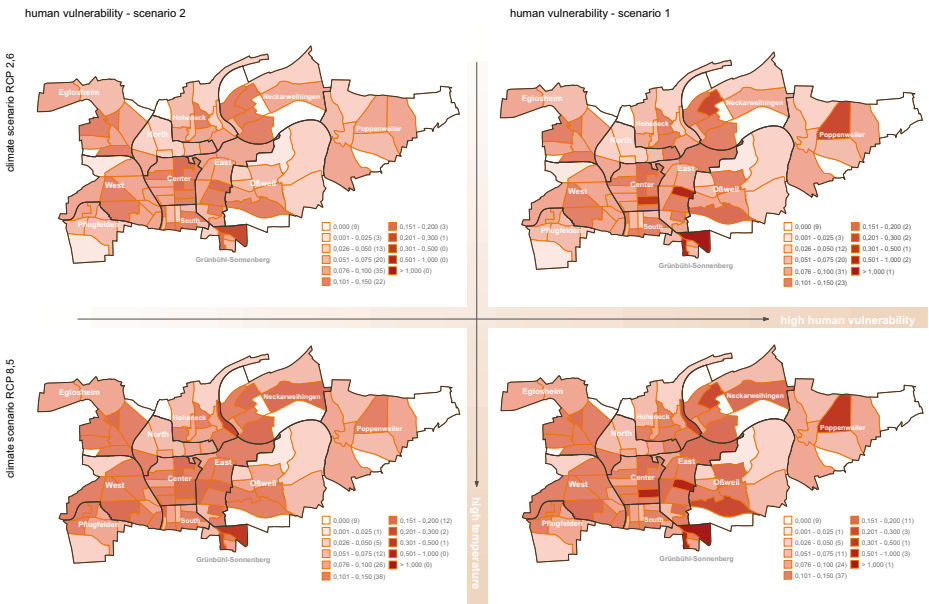 human vulnerability - scenario 2
human vulnerability - scenario 1
climate scenario RCP 2,6
Egloshheim
Neckarweihingen
Hoheneck
North
Poppenweiler
East
Center
West
Oßweil
South
Pflugfelden
Grünbühl-Sonnenberg
0,000 (9)
0,001 - 0,025 (3)
0,026 - 0,050 (13)
0,051 - 0,075 (20)
0,076 - 0,100 (35)
0,101 - 0,150 (22)
0,151 - 0,200 (3)
0,201 - 0,300 (1)
0,301 - 0,500 (0)
0,501 - 1,000 (0)
> 1,000 (0)
Eglosheim
Neckarweihingen
Hoheneck
North
Poppenweiler
East
Center
West
Oßweil
South
Pflugfelden
Grünbühl-Sonnenberg
0,000 (9)
0,001 - 0,025 (3)
0,026 - 0,050 (12)
0,051 - 0,075 (20)
0,076 - 0,100 (31)
0,101 - 0,150 (23)
0,151 - 0,200 (2)
0,201 - 0,300 (2)
0,301 - 0,500 (1)
0,501 - 1,000 (2)
> 1,000 (1)
high human vulnerability
climate scenario RCP 8,5
Eglosheim
Neckarweihingen
Hoheneck
North
Poppenweiler
East
Center
West
Oßweil
South
Pflugfelden
Grünbühl-Sonnenberg
0,000 (9)
0,001 - 0,025 (1)
0,026 - 0,050 (5)
0,051 - 0,075 (12)
0,076 - 0,100 (26)
0,101 - 0,150 (38)
0,151 - 0,200 (12)
0,201 - 0,300 (2)
0,301 - 0,500 (1)
0,501 - 1,000 (0)
> 1,000 (0)
high temperature
Eglosheim
Neckarweihingen
Hoheneck
North
Poppenweiler
East
Center
West
Oßweil
South
Pflugfelden
Grünbühl-Sonnenberg
0,000 (9)
0,001 - 0,025 (1)
0,026 - 0,050 (5)
0,051 - 0,075 (11)
0,076 - 0,100 (24)
0,101 - 0,150 (37)
0,151 - 0,200 (11)
0,201 - 0,300 (3)
0,301 - 0,500 (1)
0,501 - 1,000 (3)
> 1,000 (1)